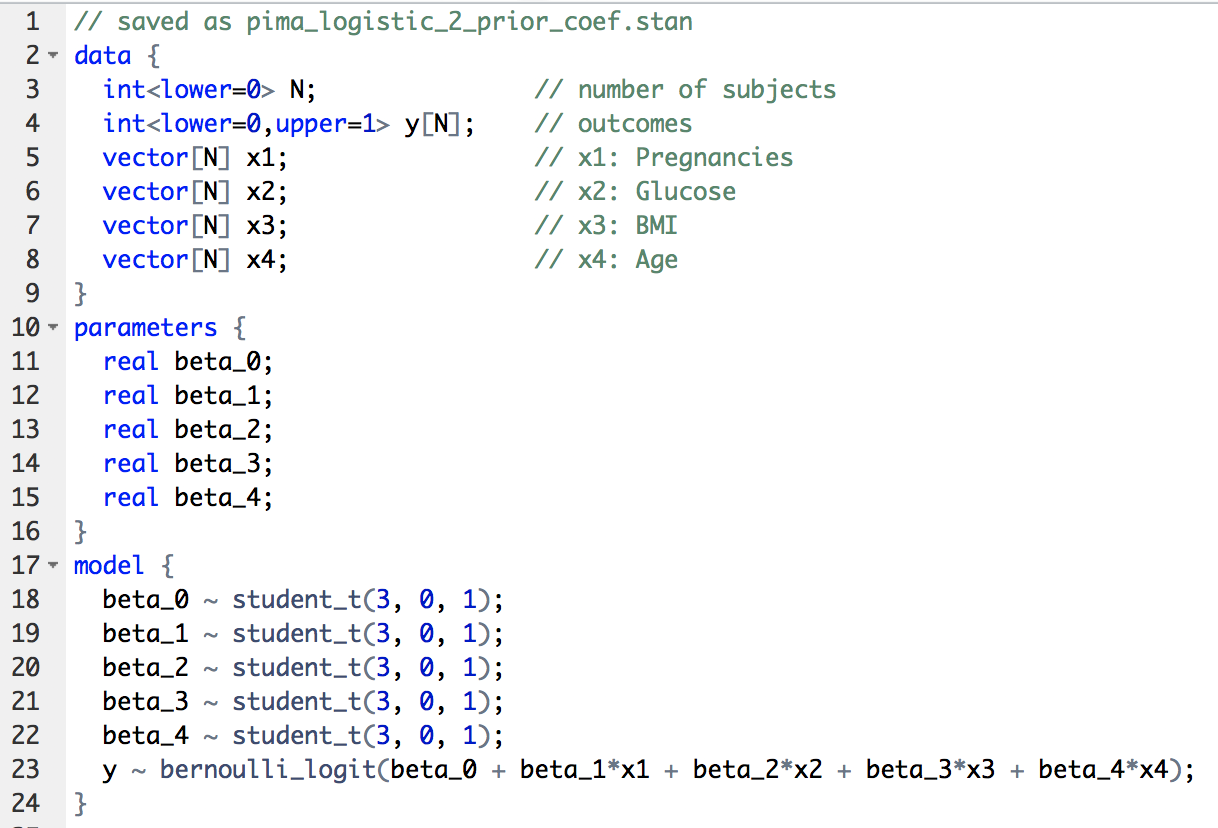 1 // saved as pima_logistic_2_prior_coef.stan
2 data {
3   int<lower=0> N;               // number of subjects
4   int<lower=0,upper=1> y[N];    // outcomes
5   vector[N] x1;                 // x1: Pregnancies
6   vector[N] x2;                 // x2: Glucose
7   vector[N] x3;                 // x3: BMI
8   vector[N] x4;                 // x4: Age
9 }
10 parameters {
11   real beta_0;
12   real beta_1;
13   real beta_2;
14   real beta_3;
15   real beta_4;
16 }
17 model {
18   beta_0 ~ student_t(3, 0, 1);
19   beta_1 ~ student_t(3, 0, 1);
20   beta_2 ~ student_t(3, 0, 1);
21   beta_3 ~ student_t(3, 0, 1);
22   beta_4 ~ student_t(3, 0, 1);
23   y ~ bernoulli_logit(beta_0 + beta_1*x1 + beta_2*x2 + beta_3*x3 + beta_4*x4);
24 }